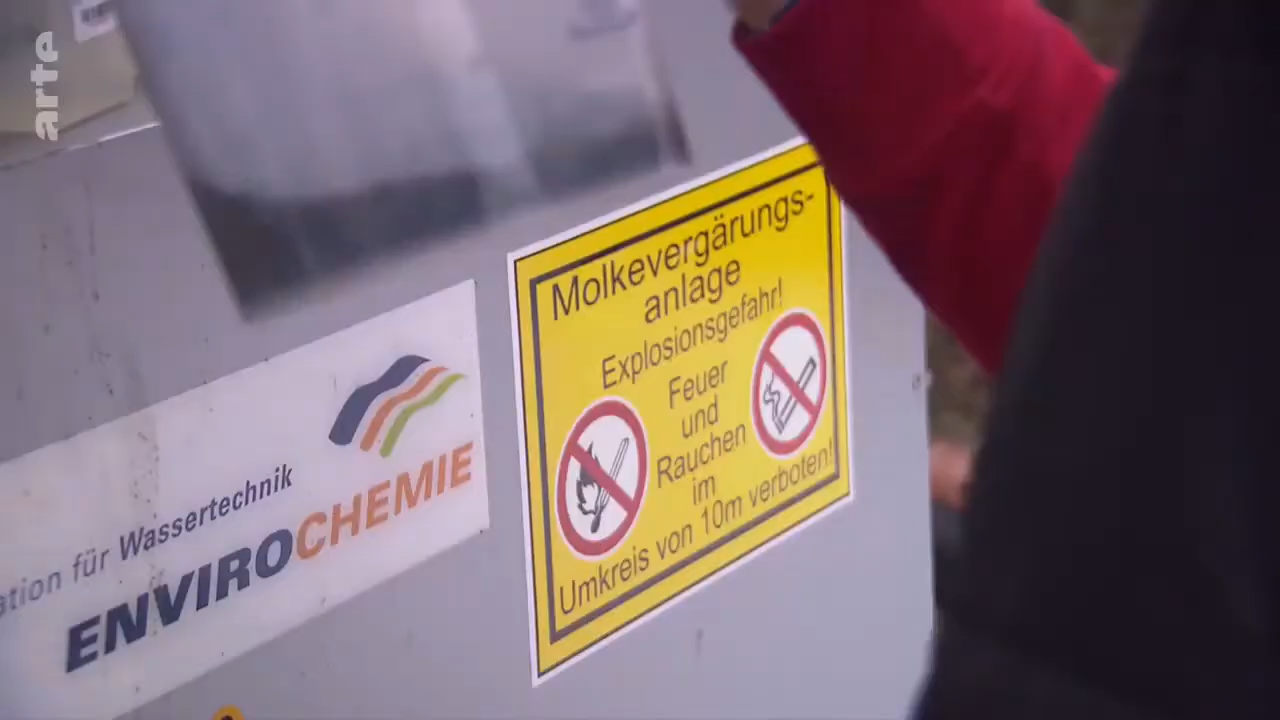 arte
Molkevergärungs-
anlage
Explosionsgefahr!
Feuer
und
Rauchen
im
Umkreis von 10m verboten!
ation für Wassertechnik
ENVIROCHEMIE